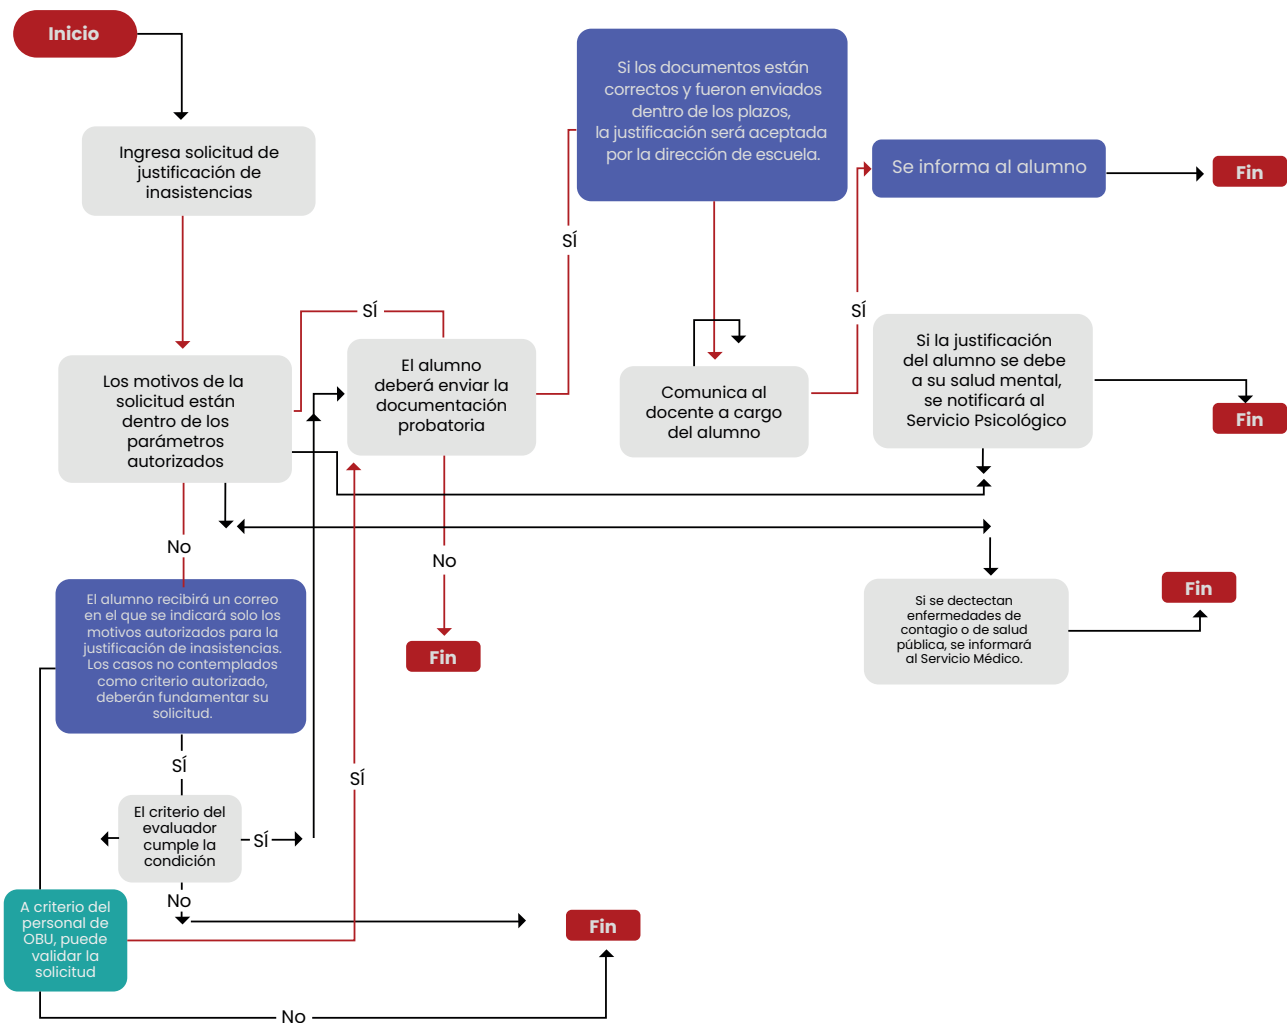 Inicio
Ingresa solicitud de
justificación de
inasistencias
Si los documentos están
correctos y fueron enviados
dentro de los plazos,
la justificación será aceptada
por la dirección de escuela.
Se informa al alumno
Fin
SÍ
SÍ
SÍ
Los motivos de la
solicitud están
dentro de los
parámetros
autorizados
El alumno
deberá enviar la
documentación
probatoria
Comunica al
docente a cargo
del alumno
Si la justificación
del alumno se debe
a su salud mental,
se notificará al
Servicio Psicológico
Fin
No
No
El alumno recibirá un correo
en el que se indicará solo los
motivos autorizados para la
justificación de inasistencias.
Los casos no contemplados
como criterio autorizado,
deberán fundamentar su
solicitud.
Fin
Si se dectectan
enfermedades de
contagio o de salud
pública, se informará
al Servicio Médico.
Fin
SÍ
SÍ
El criterio del
evaluador
cumple la
condición
SÍ
No
A criterio del
personal de
OBU, puede
validar la
solicitud
Fin
No